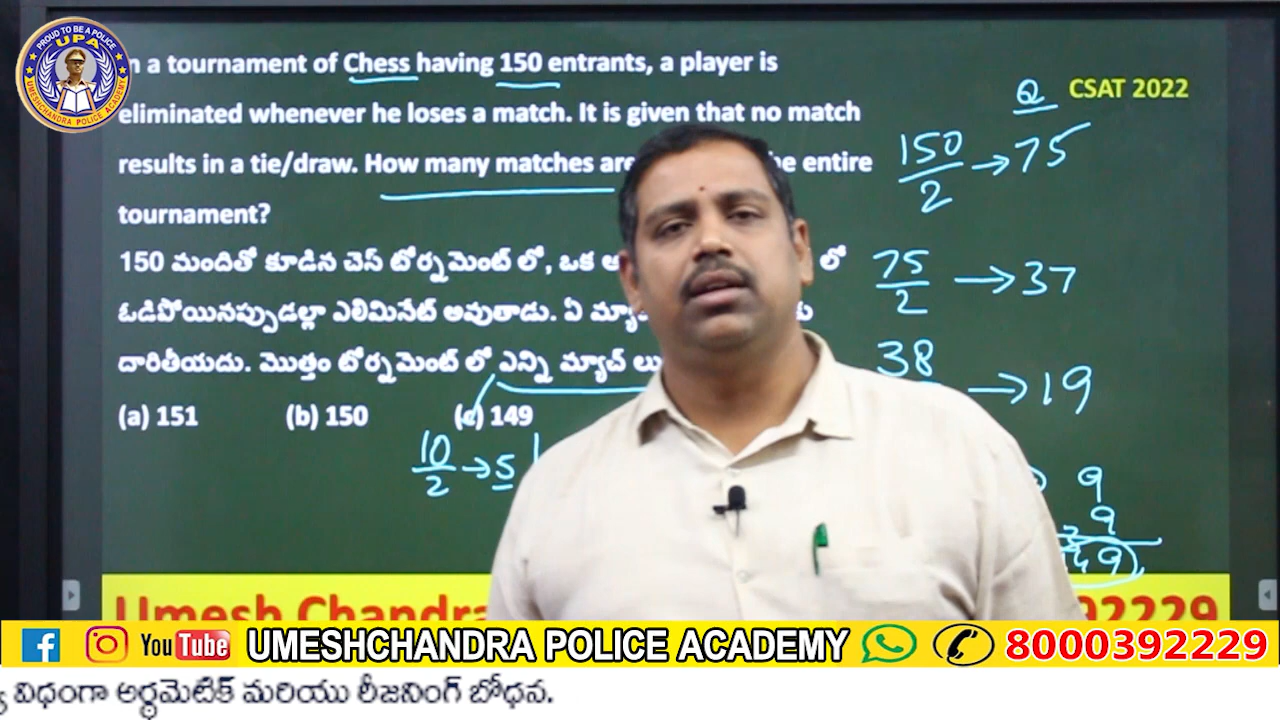 PROUD TO BE A POLICE
UPA
UMESHCHANDRA POLICE ACADEMY
n a tournament of Chess having 150 entrants, a player is
CSAT 2022
eliminated whenever he loses a match. It is given that no match
results in a tie/draw. How many matches are he entire
tournament?
150 మందితో కూడిన చెస్ టోర్నమెంట్ లో, ఒక లో
ఓడిపోయినప్పుడల్లా ఎలిమినేట్ అవుతాడు. ఏ
దారితీయదు. మొత్తం టోర్నమెంట్ లో ఎన్ని మ్యాచ్ లు
(a) 151 (b) 150 (c) 149
Q
150/2 → 75
75/2 → 37
38 → 19
10/2 → 5
9
9
149
Umesh Chandra 92229
YouTube UMESHCHANDRA POLICE ACADEMY 8000392229
విధంగా అర్థమెటిక్ మరియు రీజనింగ్ బోధన.